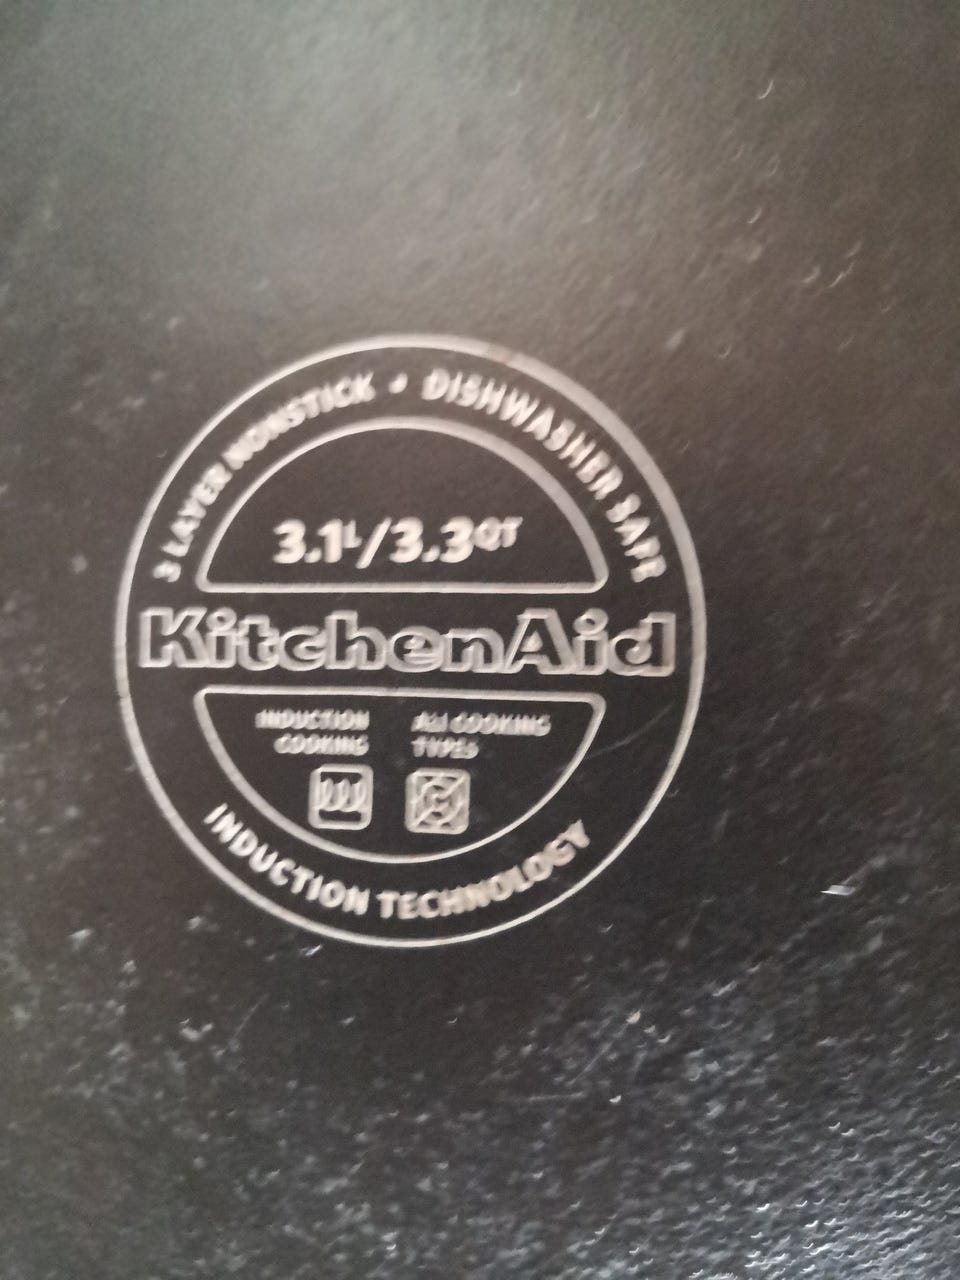 3 LAYER NONSTICK • DISHWASHER SAFE
3.1L/3.3QT
KitchenAid
INDUCTION
COOKING
ALL COOKING
TYPES
INDUCTION TECHNOLOGY